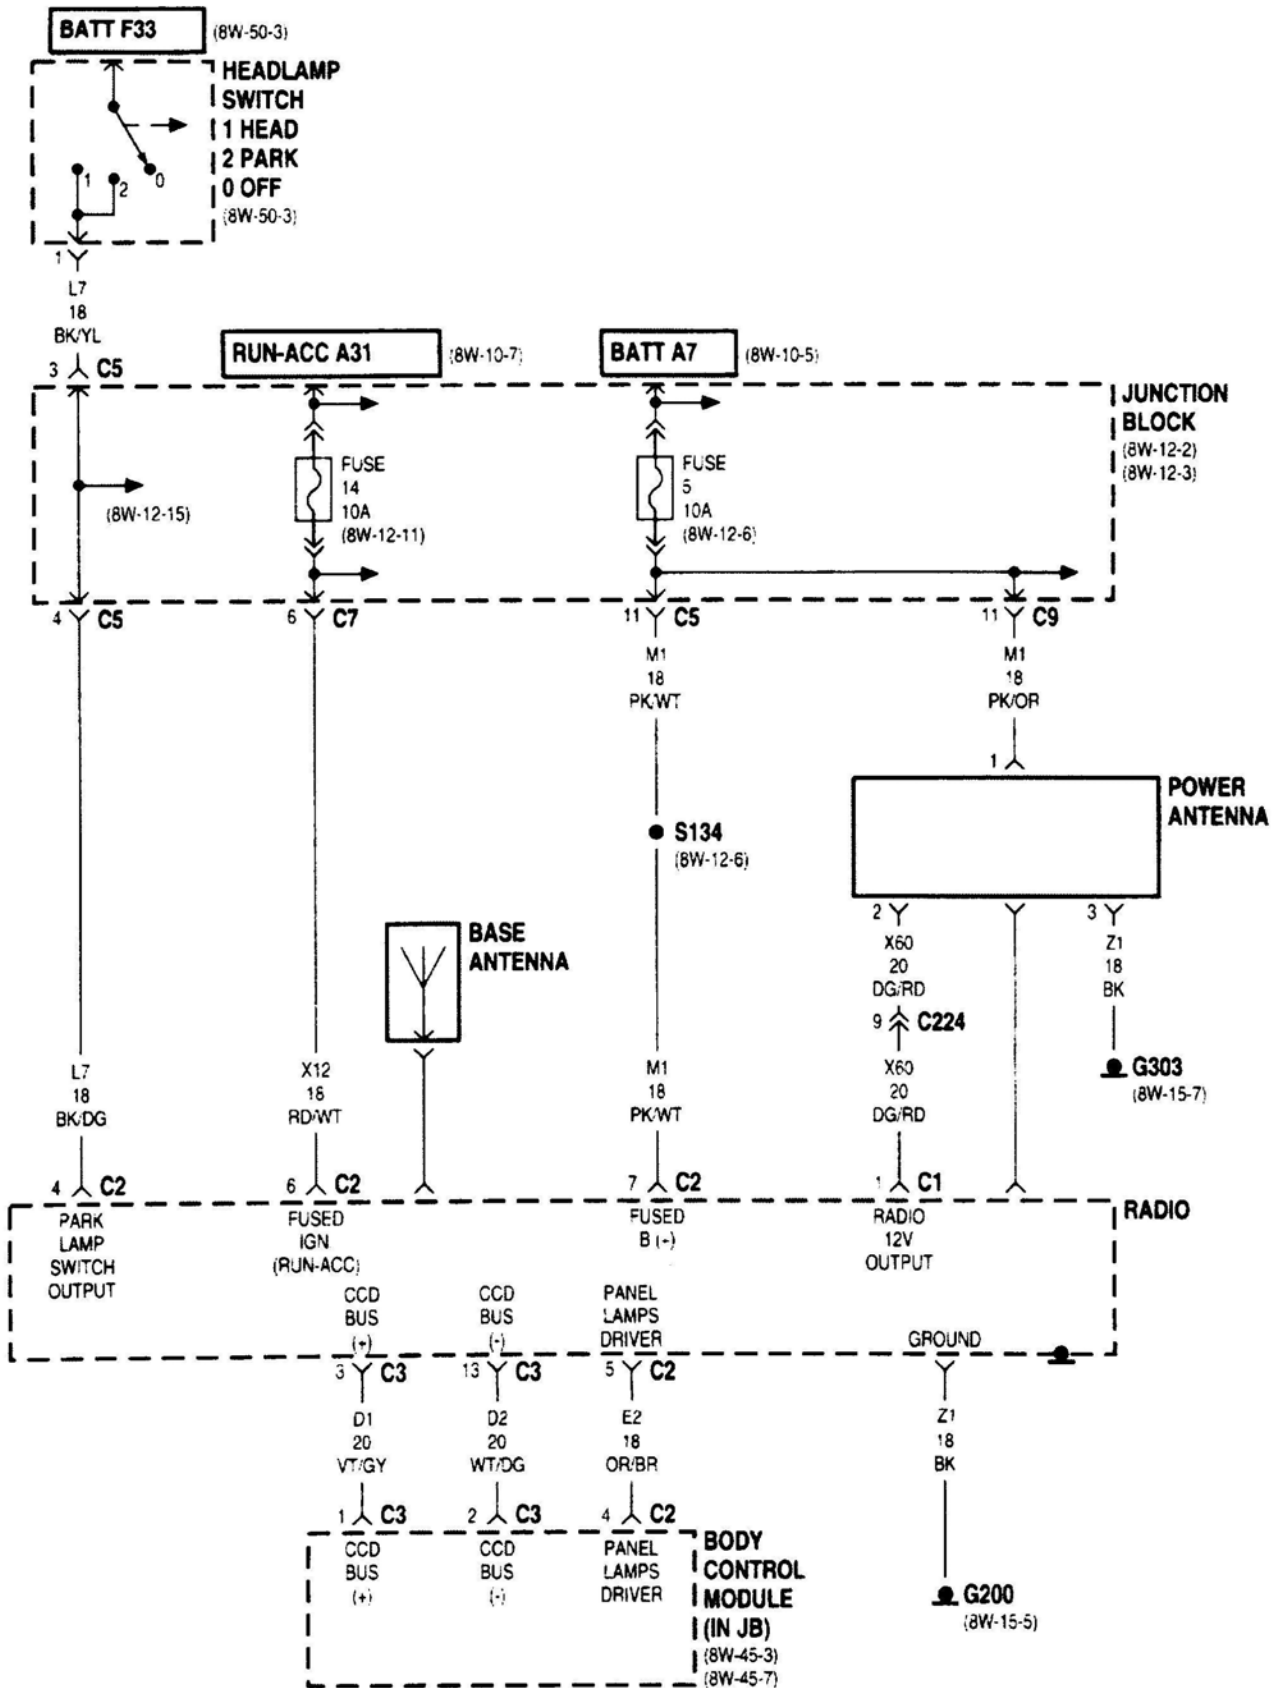 BATT F33 (8W-50-3)
HEADLAMP
SWITCH
1 HEAD
2 PARK
0 OFF
(8W-50-3)
1
2
0
1
L7
18
BK/YL
3 C5
RUN-ACC A31 (8W-10-7)
BATT A7 (8W-10-5)
JUNCTION
BLOCK
(8W-12-2)
(8W-12-3)
(8W-12-15)
FUSE
14
10A
(8W-12-11)
FUSE
5
10A
(8W-12-6)
4 C5
6 C7
11 C5
11 C9
M1
18
PK/WT
M1
18
PK/OR
1
POWER
ANTENNA
S134
(8W-12-6)
2
X60
20
DG/RD
9 C224
X60
20
DG/RD
3
Z1
18
BK
G303
(8W-15-7)
BASE
ANTENNA
L7
18
BK/DG
X12
18
RD/WT
M1
18
PK/WT
4 C2
6 C2
7 C2
1 C1
RADIO
PARK
LAMP
SWITCH
OUTPUT
FUSED
IGN
(RUN-ACC)
FUSED
B (+)
RADIO
12V
OUTPUT
CCD
BUS
(+)
CCD
BUS
(-)
PANEL
LAMPS
DRIVER
GROUND
3 C3
13 C3
5 C2
D1
20
VT/GY
D2
20
WT/DG
E2
18
OR/BR
Z1
18
BK
1 C3
2 C3
4 C2
CCD
BUS
(+)
CCD
BUS
(-)
PANEL
LAMPS
DRIVER
BODY
CONTROL
MODULE
(IN JB)
(8W-45-3)
(8W-45-7)
G200
(8W-15-5)